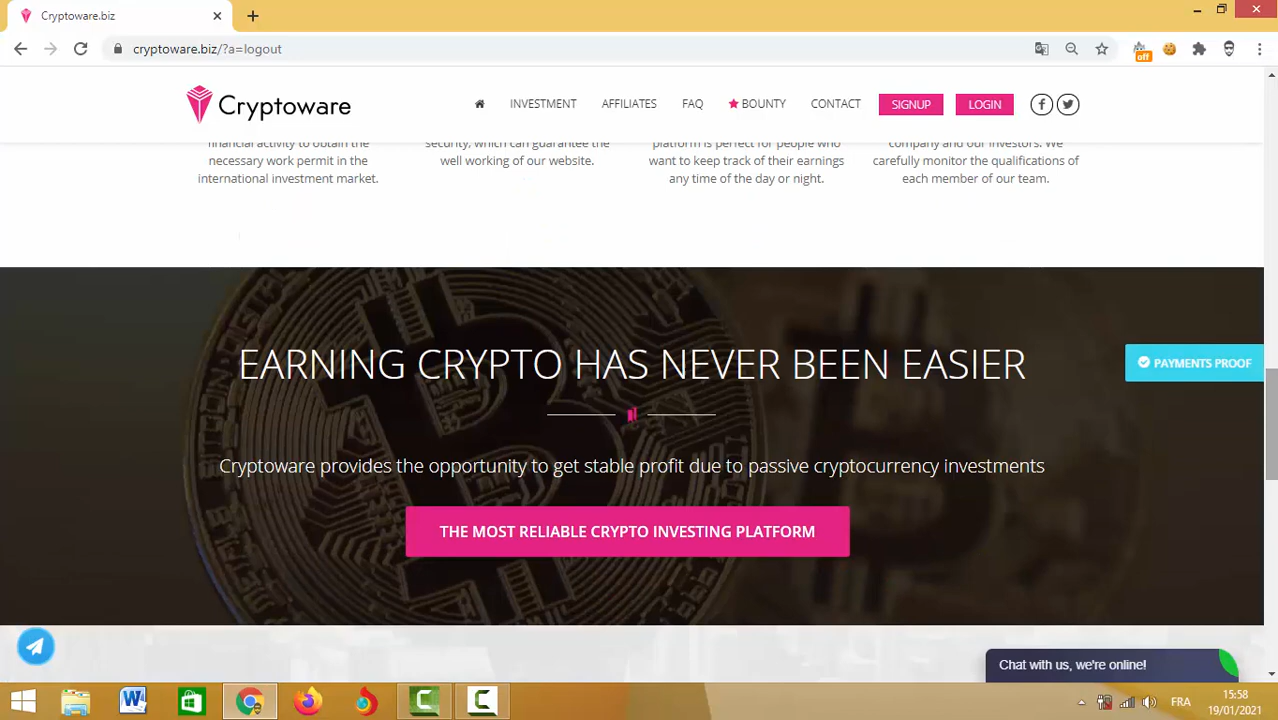 Cryptoware.biz
cryptoware.biz/?a=logout
off
Cryptoware
INVESTMENT AFFILIATES FAQ BOUNTY CONTACT SIGNUP LOGIN
financial activity to obtain the
necessary work permit in the
international investment market.
security, which can guarantee the
well working of our website.
platform is perfect for people who
want to keep track of their earnings
any time of the day or night.
company and our investors. We
carefully monitor the qualifications of
each member of our team.
EARNING CRYPTO HAS NEVER BEEN EASIER
PAYMENTS PROOF
Cryptoware provides the opportunity to get stable profit due to passive cryptocurrency investments
THE MOST RELIABLE CRYPTO INVESTING PLATFORM
Chat with us, we're online!
FRA
15:58
19/01/2021